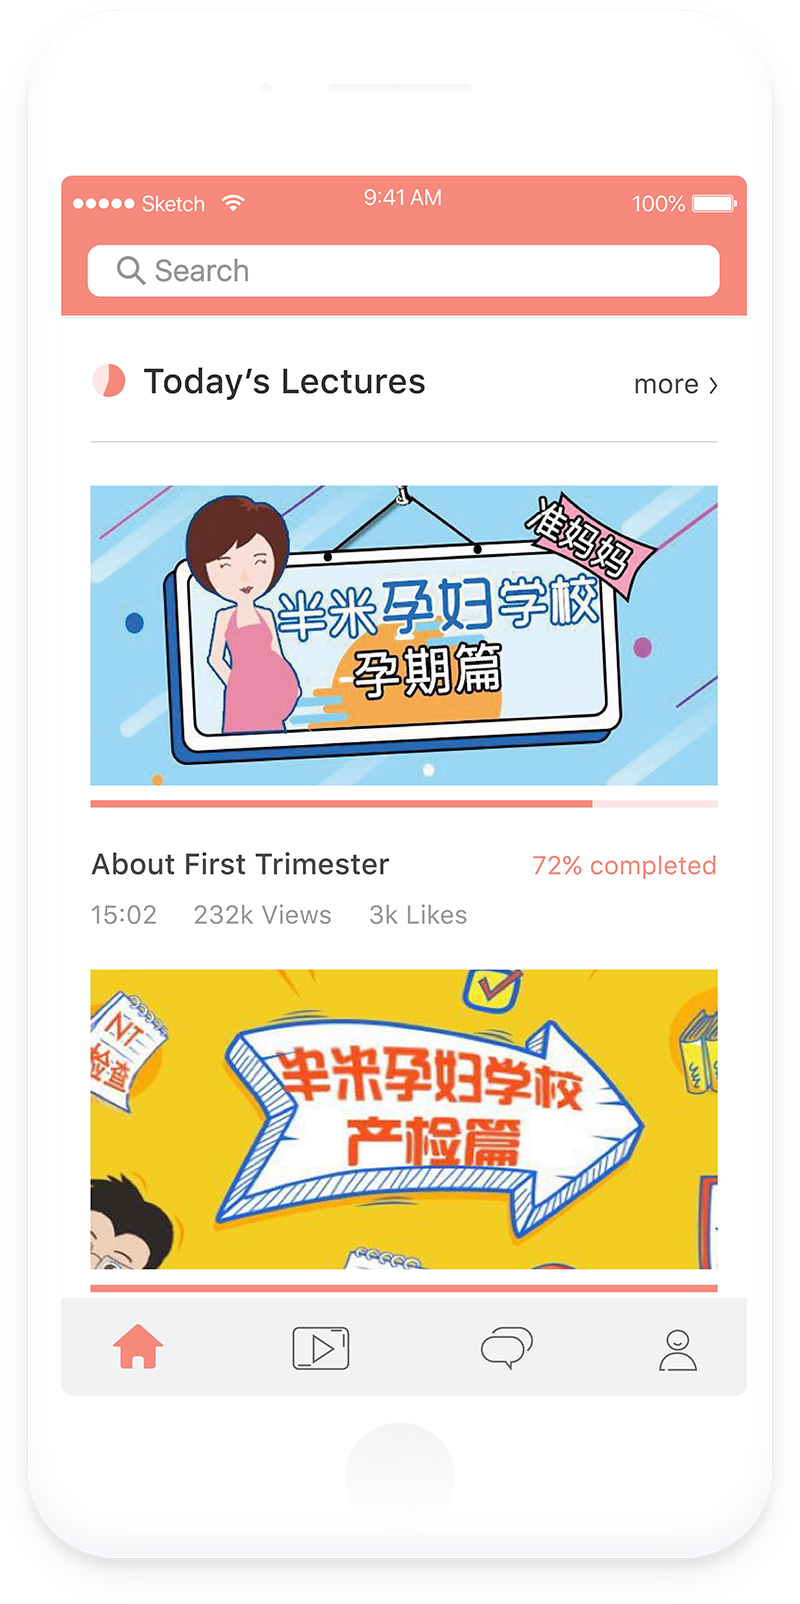 Sketch
9:41 AM
100%
Search
Today’s Lectures
more ›
准妈妈
半米孕妇学校
孕期篇
About First Trimester
72% completed
15:02
232k Views
3k Likes
NT
检查
半米孕妇学校
产检篇